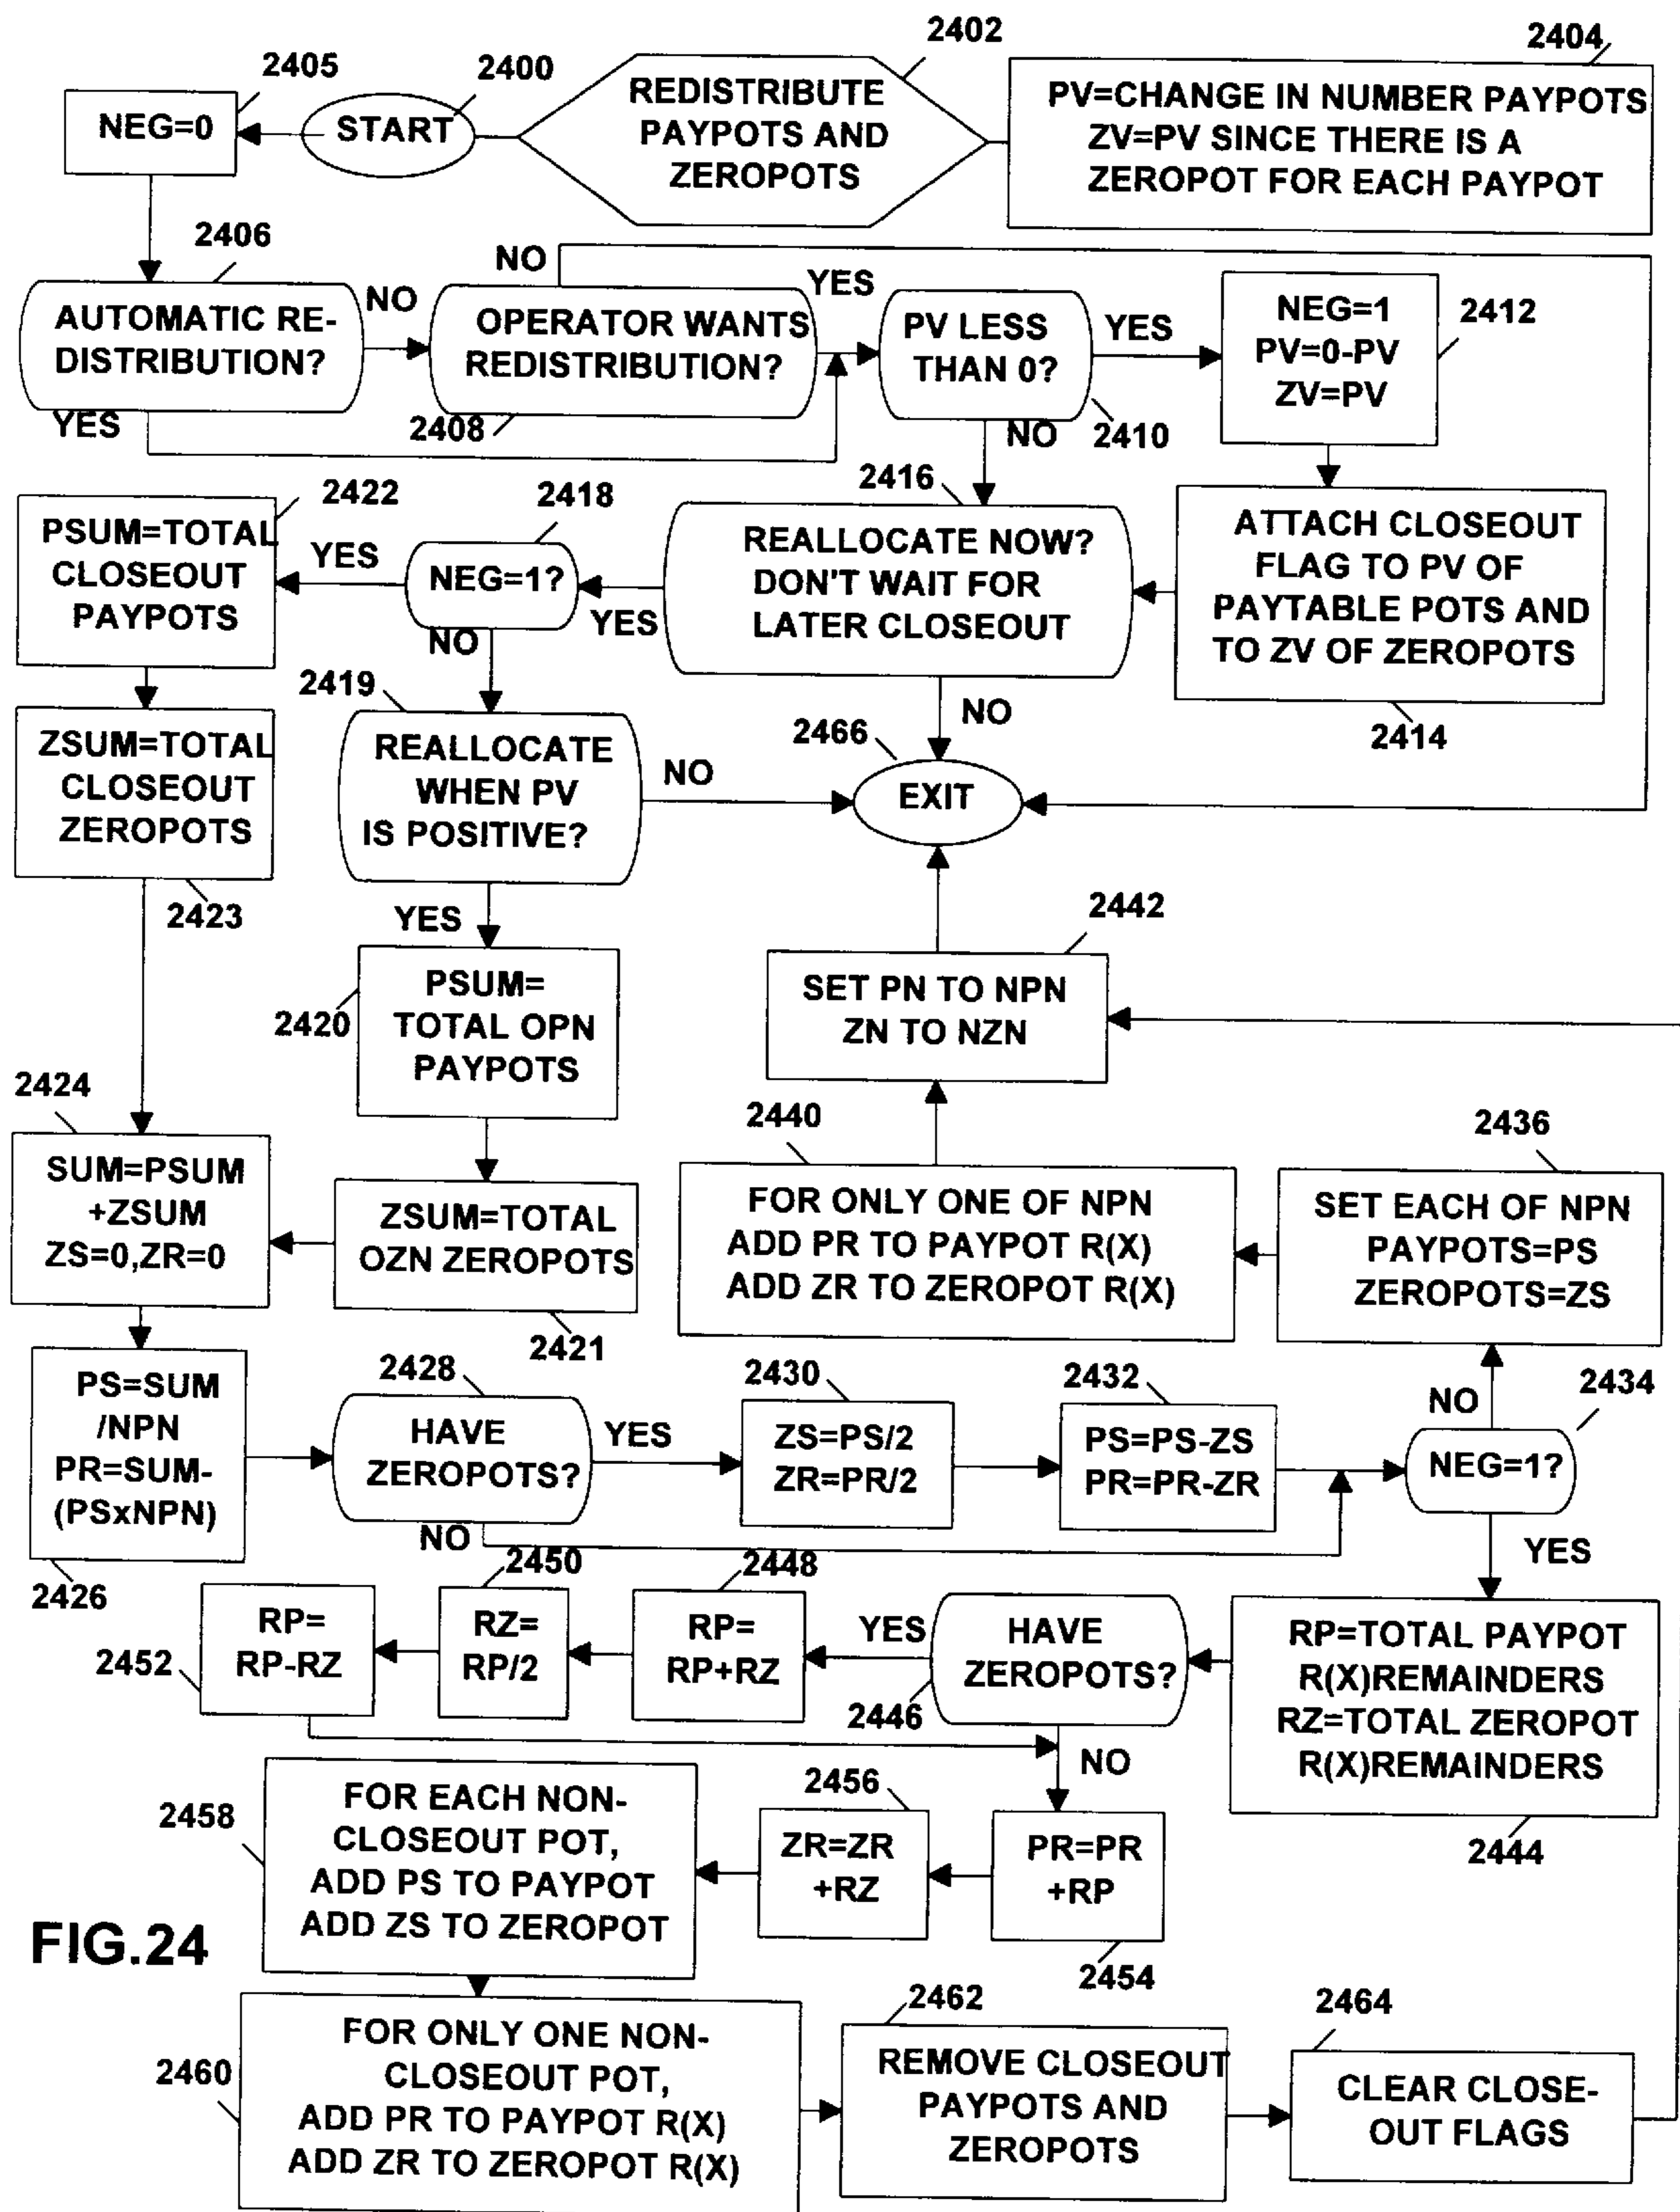 2405
2400
2402
2404
NEG=0
START
REDISTRIBUTE
PAYPOTS AND
ZEROPOTS
PV=CHANGE IN NUMBER PAYPOTS
ZV=PV SINCE THERE IS A
ZEROPOT FOR EACH PAYPOT
2406
AUTOMATIC RE-
DISTRIBUTION?
YES
NO
NO
OPERATOR WANTS
REDISTRIBUTION?
2408
YES
PV LESS
THAN 0?
2410
YES
NO
NEG=1
PV=0-PV
ZV=PV
2412
2422
PSUM=TOTAL
CLOSEOUT
PAYPOTS
YES
2418
NEG=1?
NO
2416
REALLOCATE NOW?
DON'T WAIT FOR
LATER CLOSEOUT
YES
NO
ATTACH CLOSEOUT
FLAG TO PV OF
PAYTABLE POTS AND
TO ZV OF ZEROPOTS
2414
ZSUM=TOTAL
CLOSEOUT
ZEROPOTS
2423
2419
REALLOCATE
WHEN PV
IS POSITIVE?
NO
YES
2466
EXIT
2420
PSUM=
TOTAL OPN
PAYPOTS
2442
SET PN TO NPN
ZN TO NZN
2424
SUM=PSUM
+ZSUM
ZS=0,ZR=0
ZSUM=TOTAL
OZN ZEROPOTS
2421
2440
FOR ONLY ONE OF NPN
ADD PR TO PAYPOT R(X)
ADD ZR TO ZEROPOT R(X)
2436
SET EACH OF NPN
PAYPOTS=PS
ZEROPOTS=ZS
PS=SUM
/NPN
PR=SUM-
(PSxNPN)
2426
2428
HAVE
ZEROPOTS?
YES
NO
2430
ZS=PS/2
ZR=PR/2
2432
PS=PS-ZS
PR=PR-ZR
NO
2434
NEG=1?
YES
2452
RP=
RP-RZ
2450
RZ=
RP/2
2448
RP=
RP+RZ
YES
HAVE
ZEROPOTS?
2446
NO
RP=TOTAL PAYPOT
R(X)REMAINDERS
RZ=TOTAL ZEROPOT
R(X)REMAINDERS
2444
2458
FOR EACH NON-
CLOSEOUT POT,
ADD PS TO PAYPOT
ADD ZS TO ZEROPOT
2456
ZR=ZR
+RZ
PR=PR
+RP
2454
FIG.24
2460
FOR ONLY ONE NON-
CLOSEOUT POT,
ADD PR TO PAYPOT R(X)
ADD ZR TO ZEROPOT R(X)
2462
REMOVE CLOSEOUT
PAYPOTS AND
ZEROPOTS
2464
CLEAR CLOSE-
OUT FLAGS